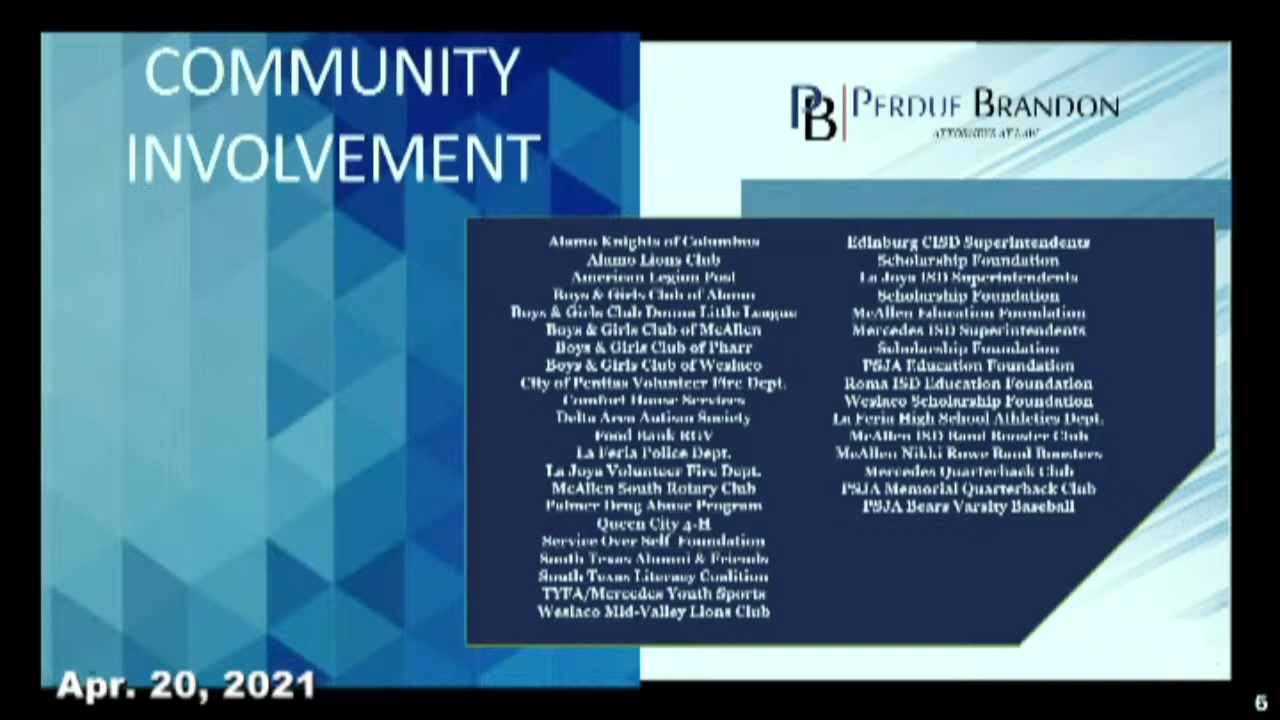 COMMUNITY
INVOLVEMENT
PB PERDUE BRANDON
ATTORNEYS AT LAW
Alamo Knights of Columbus
Alamo Lions Club
American Legion Post
Boys & Girls Club of Alamo
Boys & Girls Club Donna Little League
Boys & Girls Club of McAllen
Boys & Girls Club of Pharr
Boys & Girls Club of Weslaco
City of Penitas Volunteer Fire Dept.
Comfort House Services
Delta Area Autism Society
Food Bank RGV
La Feria Police Dept.
La Joya Volunteer Fire Dept.
McAllen South Rotary Club
Palmer Drug Abuse Program
Queen City 4-H
Service Over Self Foundation
South Texas Alumni & Friends
South Texas Literacy Coalition
TYFA/Mercedes Youth Sports
Weslaco Mid-Valley Lions Club
Edinburg CISD Superintendents
Scholarship Foundation
La Joya ISD Superintendents
Scholarship Foundation
McAllen Education Foundation
Mercedes ISD Superintendents
Scholarship Foundation
PSJA Education Foundation
Roma ISD Education Foundation
Weslaco Scholarship Foundation
La Feria High School Athletics Dept.
McAllen ISD Band Booster Club
McAllen Nikki Rowe Band Boosters
Mercedes Quarterback Club
PSJA Memorial Quarterback Club
PSJA Bears Varsity Baseball
Apr. 20, 2021
6